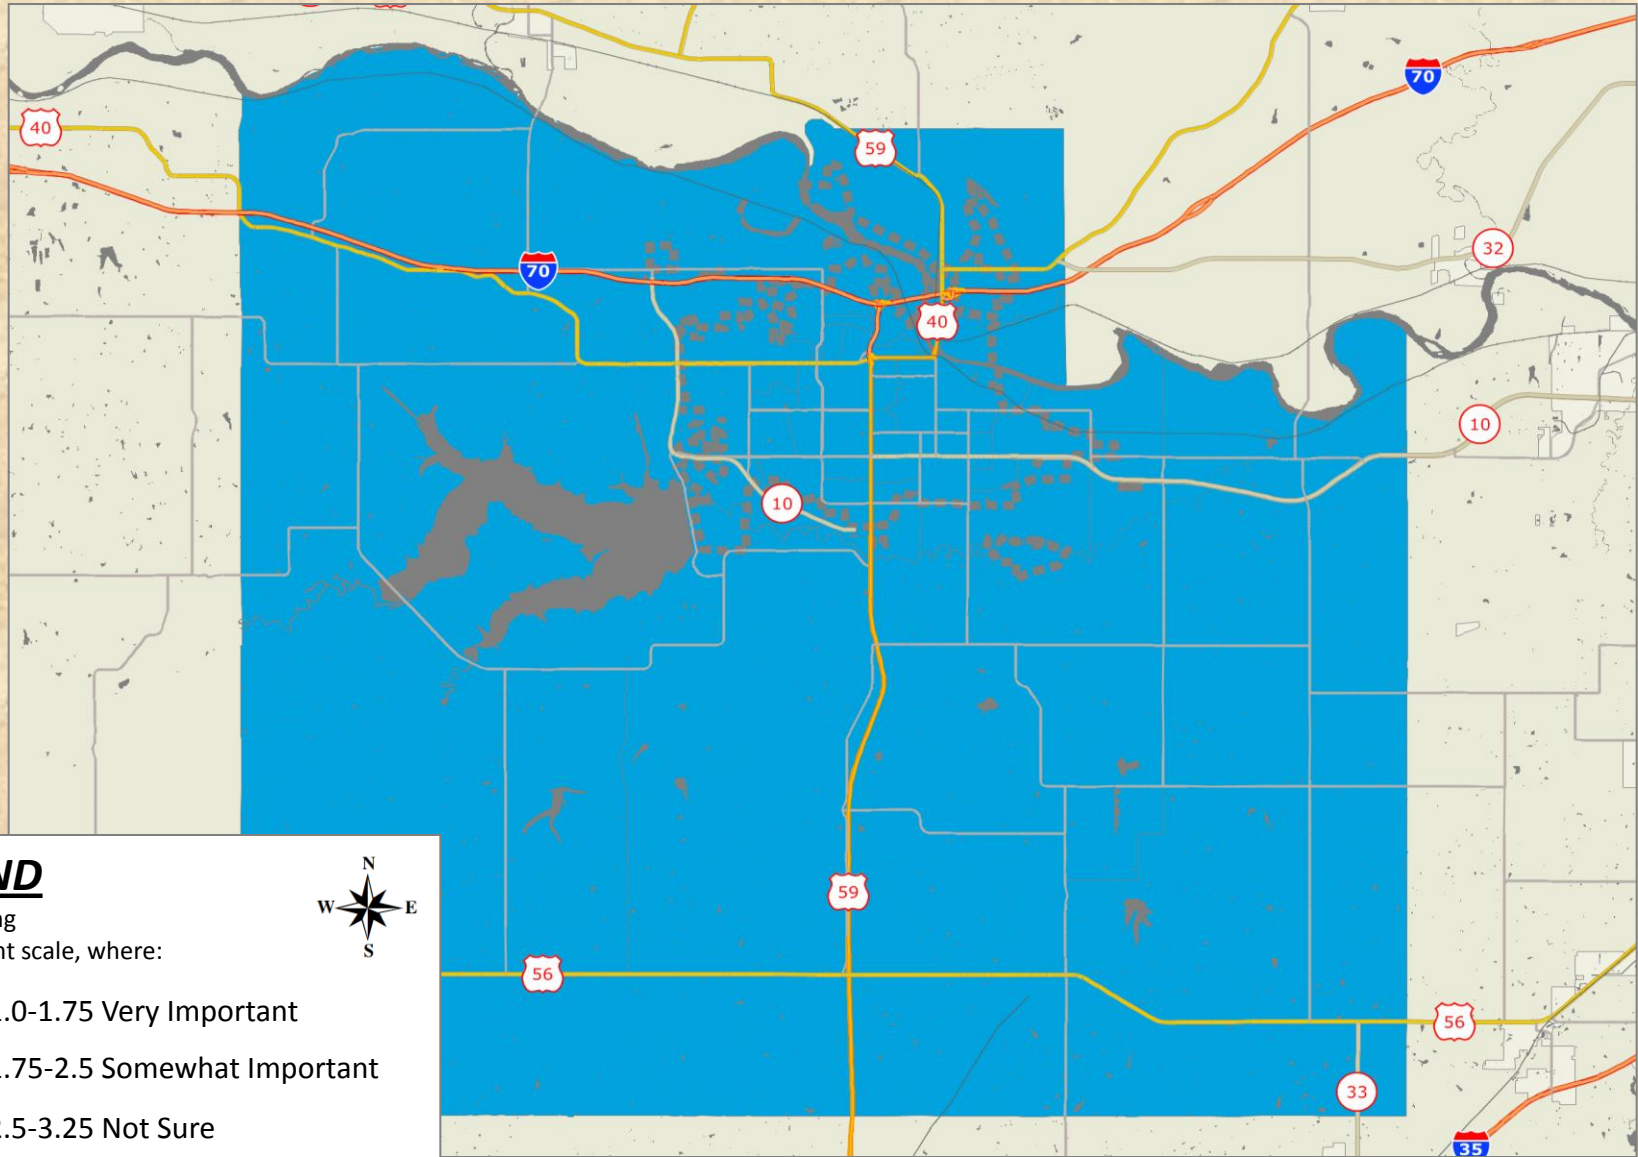 70
40
59
32
70
40
10
10
59
56
56
33
35
ND
N
W E
S
ng
nt scale, where:
.0-1.75 Very Important
.75-2.5 Somewhat Important
.5-3.25 Not Sure